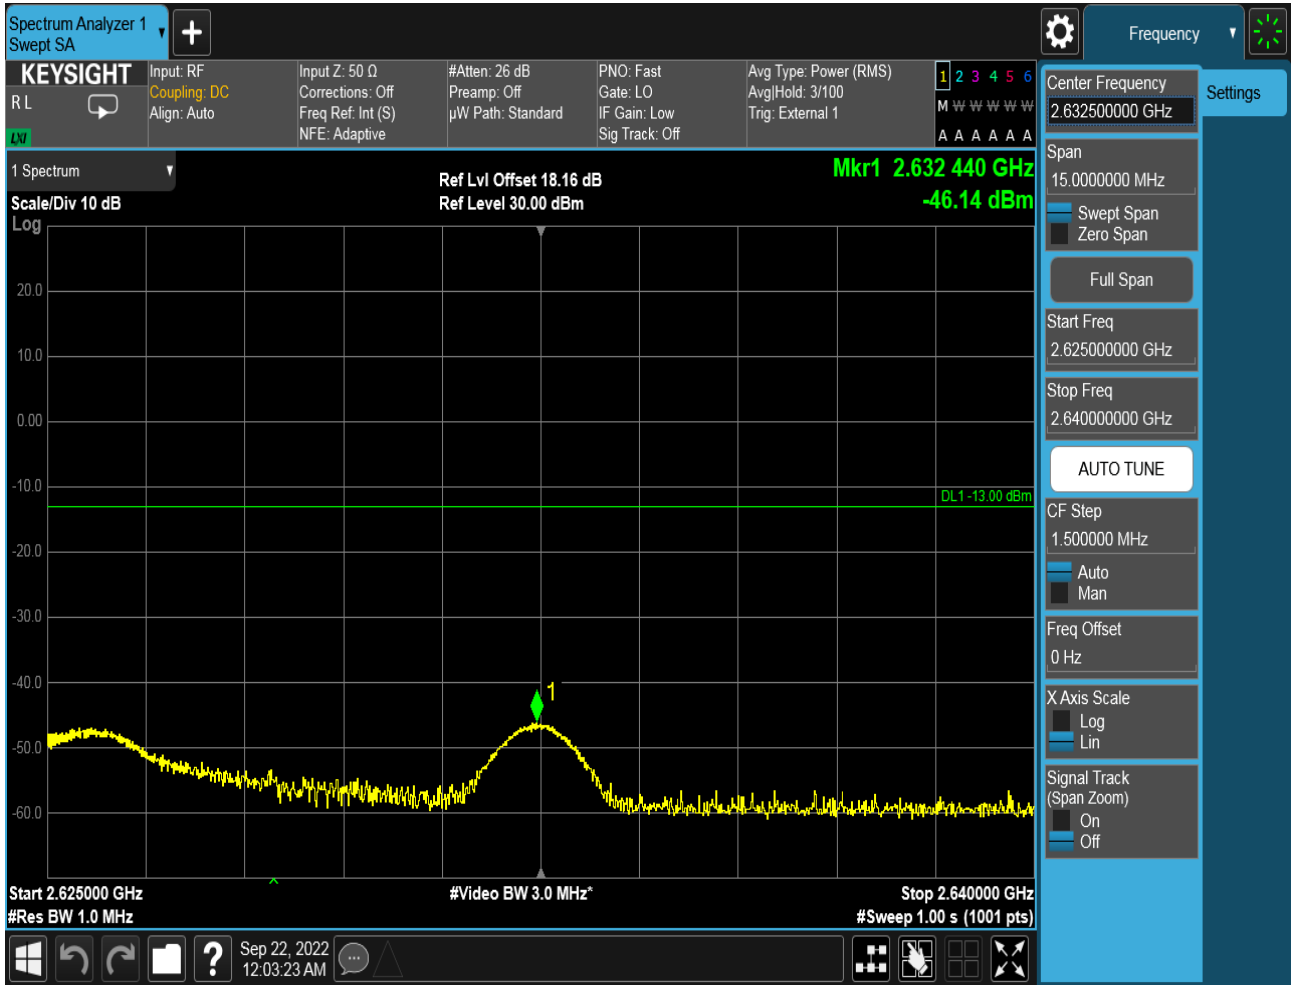 Spectrum Analyzer 1
Swept SA
Frequency
KEYSIGHT
R L
LXI
Input: RF
Coupling: DC
Align: Auto
Input Z: 50 Ω
Corrections: Off
Freq Ref: Int (S)
NFE: Adaptive
#Atten: 26 dB
Preamp: Off
µW Path: Standard
PNO: Fast
Gate: LO
IF Gain: Low
Sig Track: Off
Avg Type: Power (RMS)
Avg|Hold: 3/100
Trig: External 1
1 2 3 4 5 6
M W W W W W
A A A A A A
Center Frequency
2.632500000 GHz
Settings
Span
15.0000000 MHz
Swept Span
Zero Span
Full Span
Start Freq
2.625000000 GHz
Stop Freq
2.640000000 GHz
AUTO TUNE
CF Step
1.500000 MHz
Auto
Man
Freq Offset
0 Hz
X Axis Scale
Log
Lin
Signal Track
(Span Zoom)
On
Off
1 Spectrum
Scale/Div 10 dB
Log
Ref Lvl Offset 18.16 dB
Ref Level 30.00 dBm
Mkr1 2.632 440 GHz
-46.14 dBm
20.0
10.0
0.00
-10.0
DL1 -13.00 dBm
-20.0
-30.0
-40.0
1
-50.0
-60.0
Start 2.625000 GHz
#Video BW 3.0 MHz*
Stop 2.640000 GHz
#Res BW 1.0 MHz
#Sweep 1.00 s (1001 pts)
?
Sep 22, 2022
12:03:23 AM